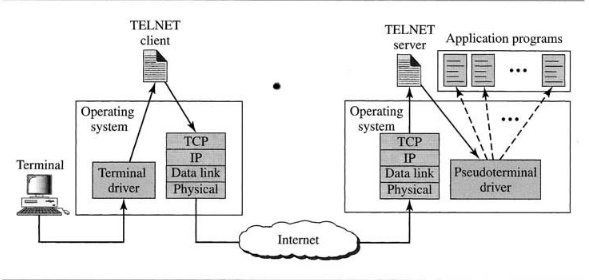 TELNET
client
TELNET
server
Application programs
Operating
system
TCP
IP
Data link
Physical
Terminal
driver
Terminal
Operating
system
TCP
IP
Data link
Physical
Pseudoterminal
driver
Internet